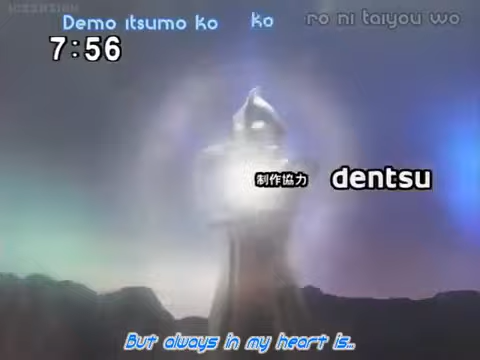 Demo itsumo ko ko ro ni taiyou wo
7:56
制作協力 dentsu
But always in my heart is..